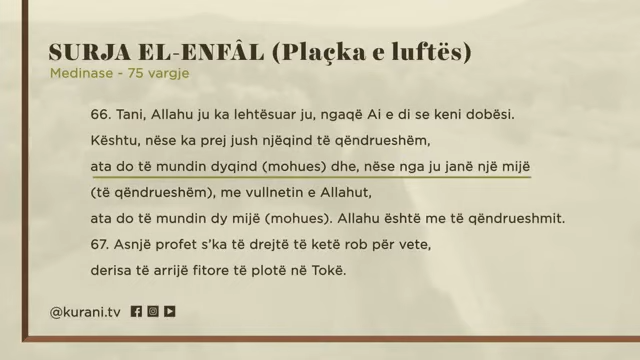 SURJA EL-ENFÂL (Plaçka e luftës)
Medinase - 75 vargje
66. Tani, Allahu ju ka lehtësuar ju, ngaqë Ai e di se keni dobësi.
Kështu, nëse ka prej jush njëqind të qëndrueshëm,
ata do të mundin dyqind (mohues) dhe, nëse nga ju janë një mijë
(të qëndrueshëm), me vullnetin e Allahut,
ata do të mundin dy mijë (mohues). Allahu është me të qëndrueshmit.
67. Asnjë profet s’ka të drejtë të ketë rob për vete,
derisa të arrijë fitore të plotë në Tokë.
@kurani.tv